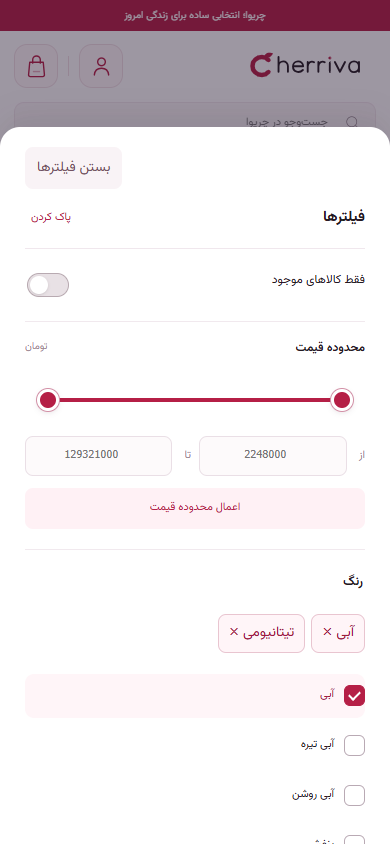 چریوا؛ انتخابی ساده برای زندگی امروز
cherriva
جست‌وجو در چریوا
بستن فیلترها
فیلترها
پاک کردن
فقط کالاهای موجود
محدوده قیمت
تومان
از
2248000
تا
129321000
اعمال محدوده قیمت
رنگ
آبی ×
تیتانیومی ×
آبی
آبی تیره
آبی روشن